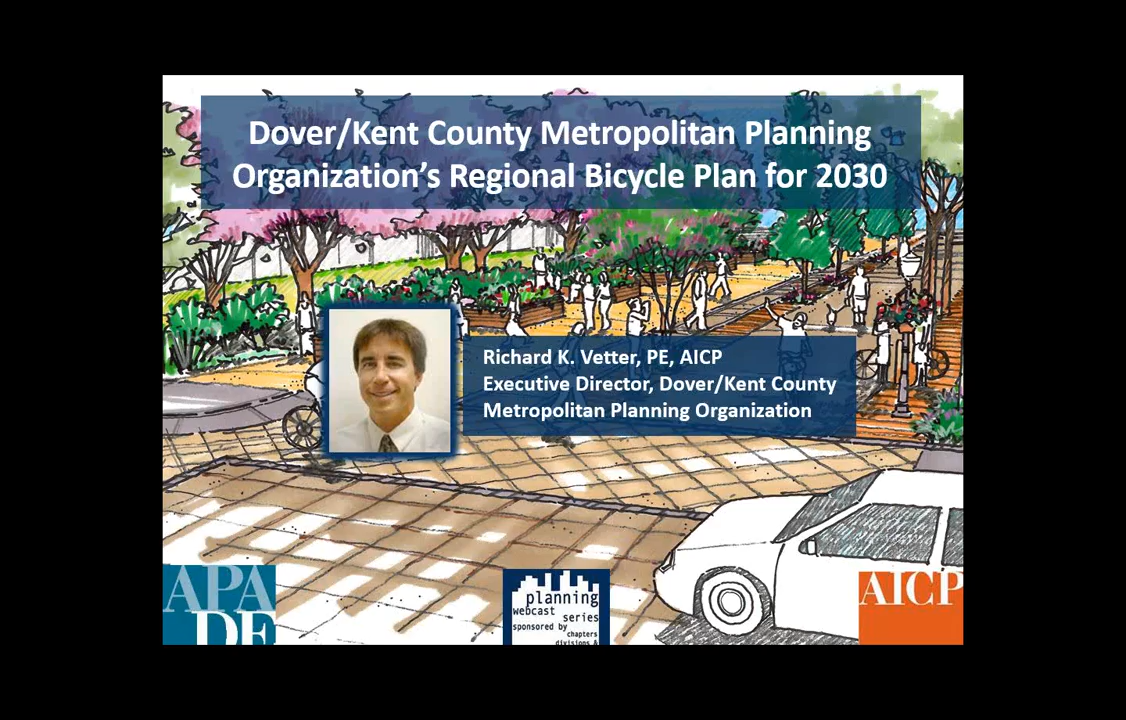 Dover/Kent County Metropolitan Planning
Organization's Regional Bicycle Plan for 2030
Richard K. Vetter, PE, AICP
Executive Director, Dover/Kent County
Metropolitan Planning Organization
APA
DE
planning
webcast series
sponsored by
chapters
divisions &
AICP